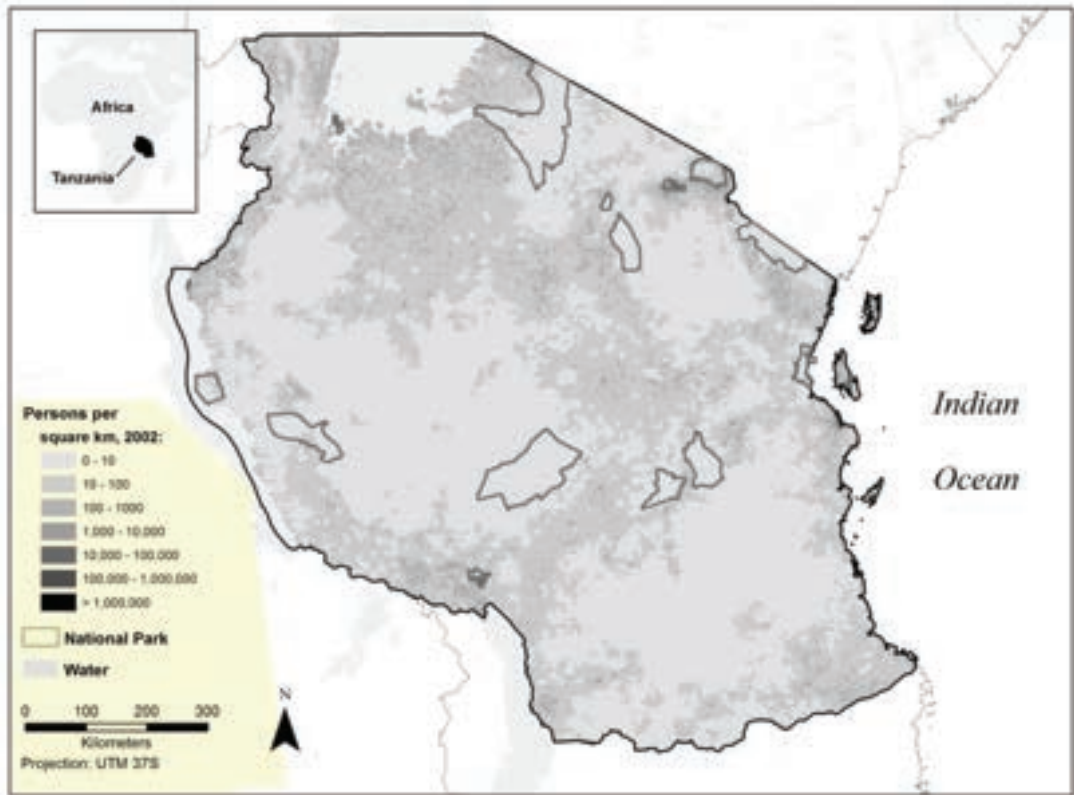 Africa
Tanzania
Indian
Ocean
Persons per
square km, 2002:
0 - 10
10 - 100
100 - 1000
1,000 - 10,000
10,000 - 100,000
100,000 - 1,000,000
> 1,000,000
National Park
Water
N
0 100 200 300
Kilometers
Projection: UTM 37S